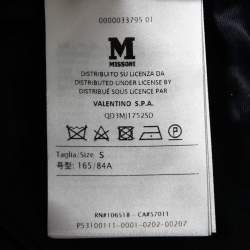 0000033795 01
M
MISSONI
DISTRIBUITO SU LICENZA DA
DISTRIBUTED UNDER LICENSE BY
DISTRIBUÉ SOUS LICENCE PAR
VALENTINO S.P.A.
QD3MJ1752SD
Taglia/Size S
号型: 165/84A
RN#106518 - CA#57011
P53100111-0001-0202-00207